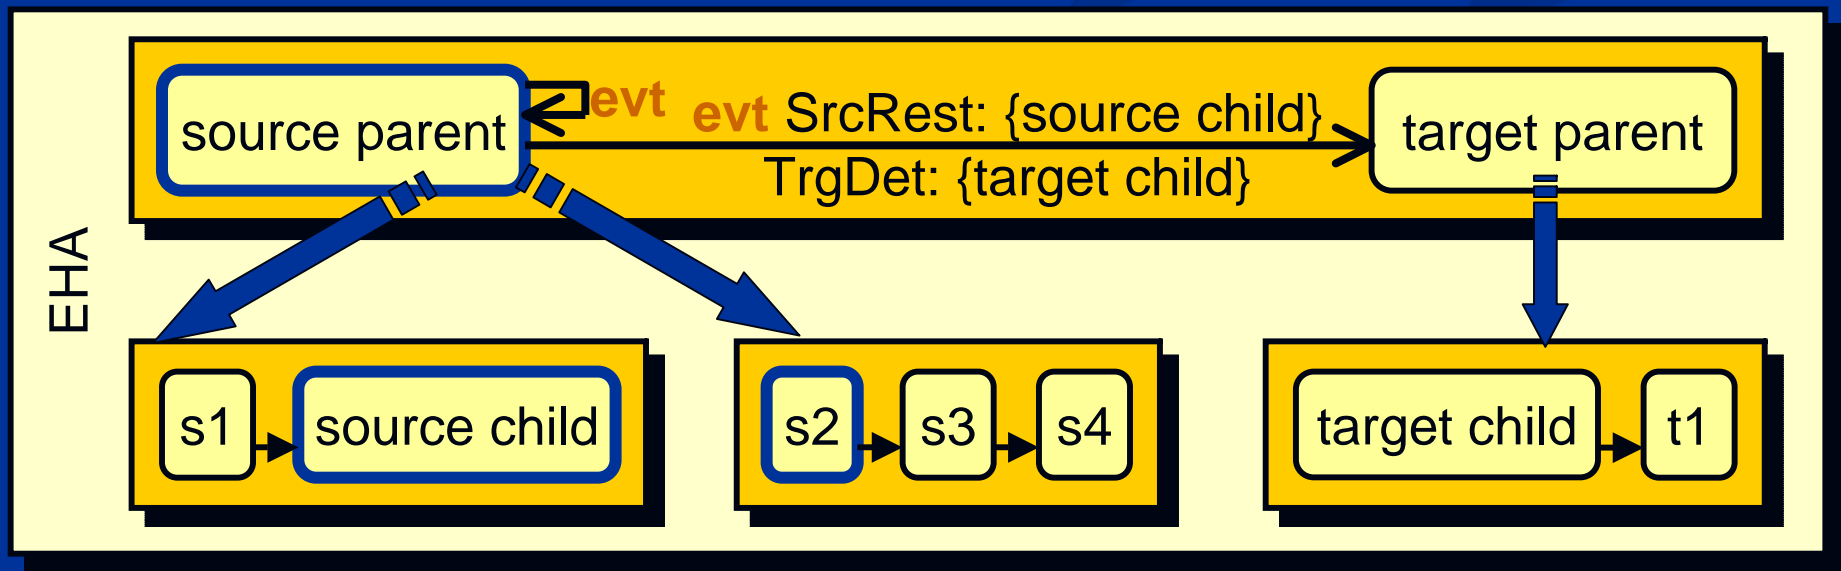 EHA
source parent
evt
evt SrcRest: {source child}
TrgDet: {target child}
target parent
s1
source child
s2
s3
s4
target child
t1